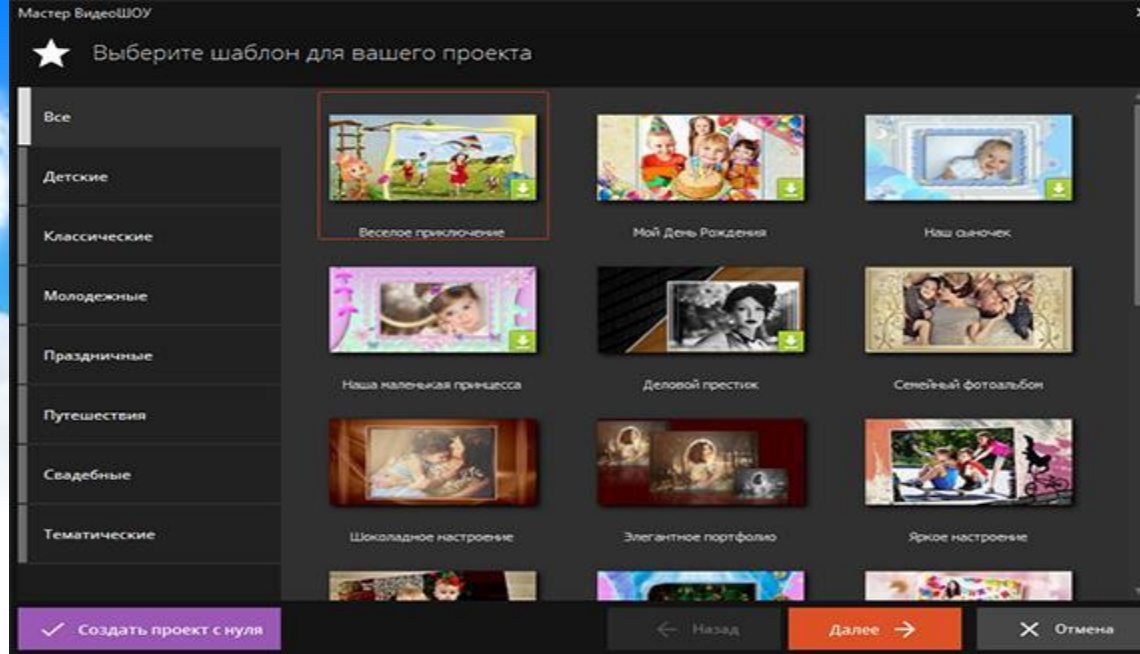 Мастер ВидеоШОУ
Выберите шаблон для вашего проекта
Все
Детские
Классические
Молодежные
Праздничные
Путешествия
Свадебные
Тематические
Веселое приключение
Мой День Рождения
Наш сыночек
Наша маленькая принцесса
Деловой престиж
Семейный фотоальбом
Шоколадное настроение
Элегантное портфолио
Яркое настроение
Создать проект с нуля
Назад
Далее
Отмена